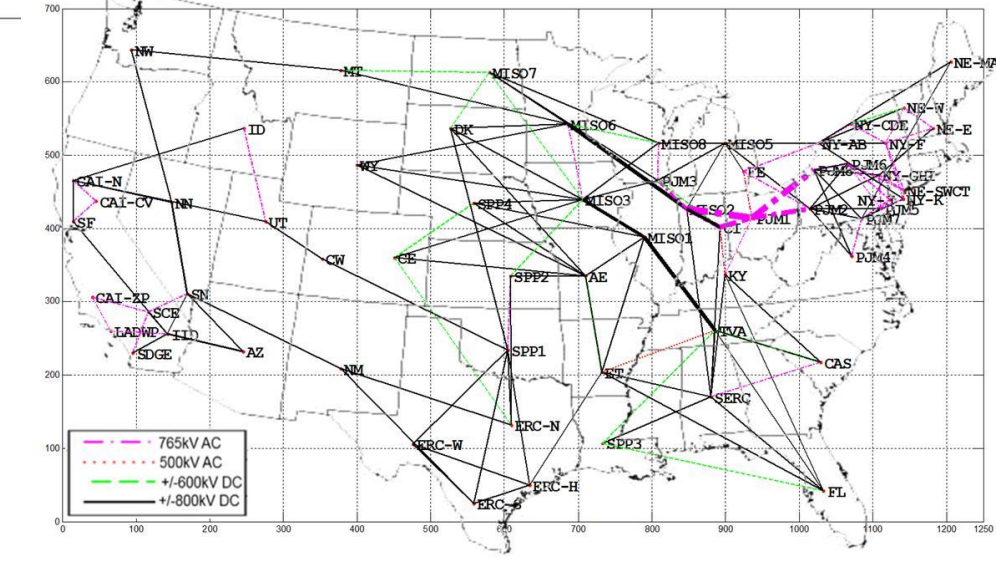 700
NW
NE-MA
MT
MISO7
600
NE-W
ID
DK
MISO6
NY-CDE
NE-E
500
MISO8
MISO5
NY-AB
NY-F
WY
PJM6
CAI-N
PJM3
PJM8
NY-GHI
CAI-CV
NN
SPP4
MISO3
MISO2
PJM2
NE-SWCT
NY-K
SF
UT
PJM1
PJM5
400
CI
PJM7
MISO1
CW
CE
PJM4
SPP2
AE
KY
300
CAI-ZP
SN
SCE
LADWP
IID
TVA
SDGE
AZ
SPP1
CAS
200
NM
ET
SERC
765kV AC
500kV AC
+/-600kV DC
+/-800kV DC
ERC-N
100
ERC-W
SPP3
ERC-H
FL
ERC-S
0
0 100 200 300 400 500 600 700 800 900 1000 1100 1200 1250